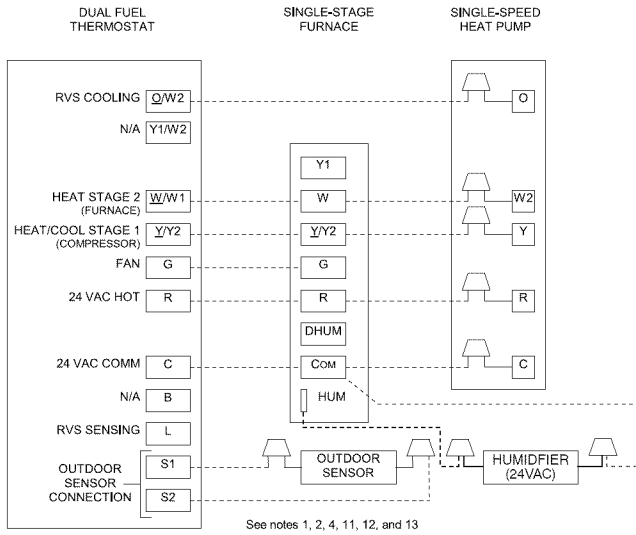 DUAL FUEL
THERMOSTAT
SINGLE-STAGE
FURNACE
SINGLE-SPEED
HEAT PUMP
RVS COOLING
O/W2
O
N/A
Y1/W2
Y1
HEAT STAGE 2
(FURNACE)
W/W1
W
W2
HEAT/COOL STAGE 1
(COMPRESSOR)
Y/Y2
Y/Y2
Y
FAN
G
G
24 VAC HOT
R
R
R
DHUM
24 VAC COMM
C
COM
C
N/A
B
HUM
RVS SENSING
L
OUTDOOR
SENSOR
CONNECTION
S1
S2
OUTDOOR
SENSOR
HUMIDFIER
(24VAC)
See notes 1, 2, 4, 11, 12, and 13